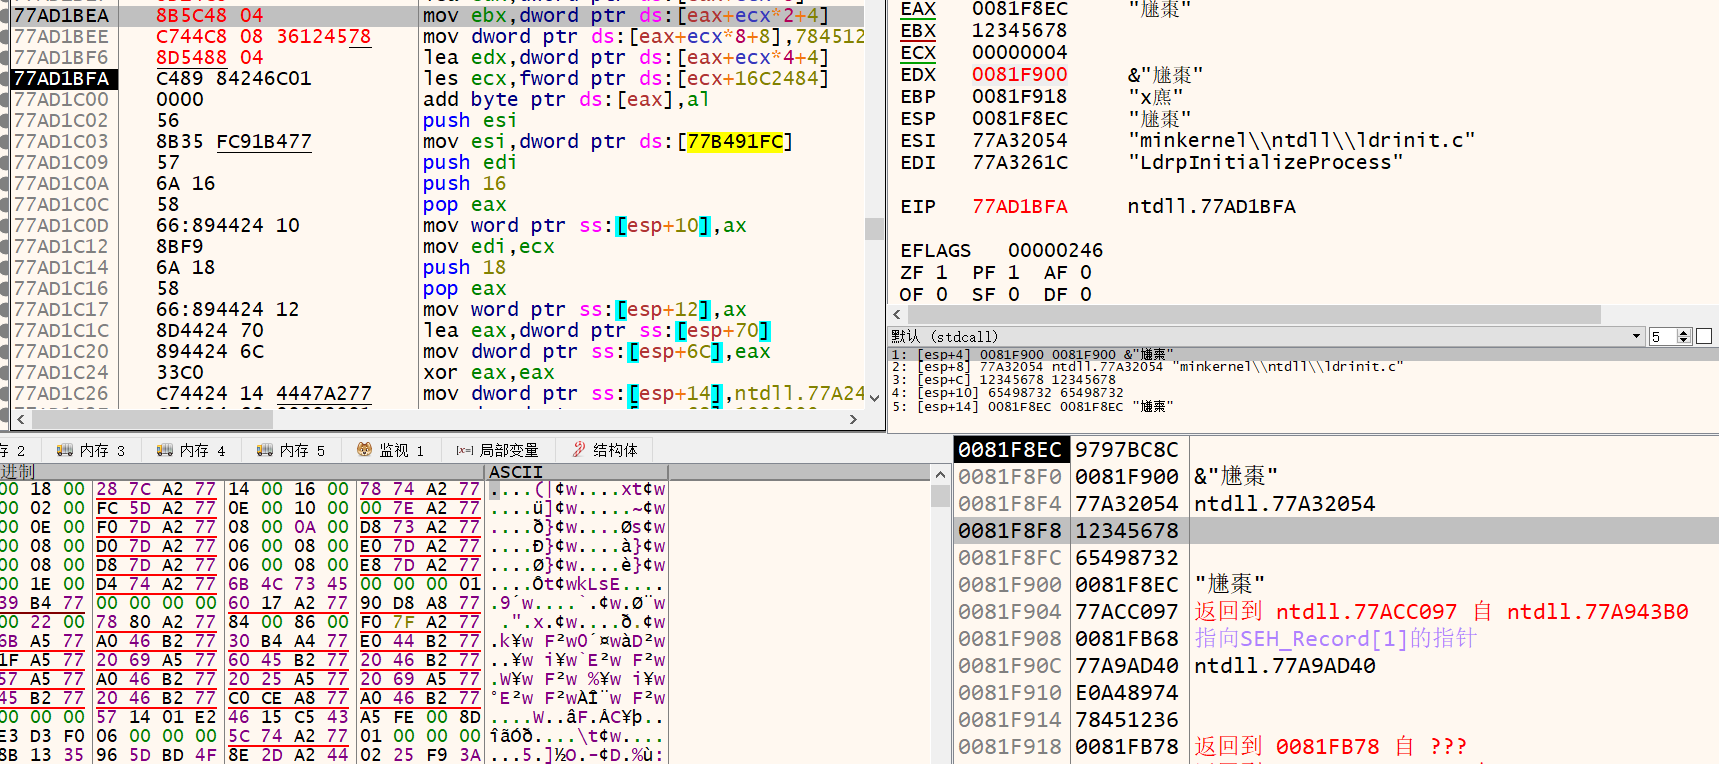 77AD1BEA 8B5C48 04 mov ebx,dword ptr ds:[eax+ecx*2+4]
77AD1BEE C744C8 08 36124578 mov dword ptr ds:[eax+ecx*8+8],784512
77AD1BF6 8D5488 04 lea edx,dword ptr ds:[eax+ecx*4+4]
77AD1BFA C489 84246C01 les ecx,fword ptr ds:[ecx+16C2484]
77AD1C00 0000 add byte ptr ds:[eax],al
77AD1C02 56 push esi
77AD1C03 8B35 FC91B477 mov esi,dword ptr ds:[77B491FC]
77AD1C09 57 push edi
77AD1C0A 6A 16 push 16
77AD1C0C 58 pop eax
77AD1C0D 66:894424 10 mov word ptr ss:[esp+10],ax
77AD1C12 8BF9 mov edi,ecx
77AD1C14 6A 18 push 18
77AD1C16 58 pop eax
77AD1C17 66:894424 12 mov word ptr ss:[esp+12],ax
77AD1C1C 8D4424 70 lea eax,dword ptr ss:[esp+70]
77AD1C20 894424 6C mov dword ptr ss:[esp+6C],eax
77AD1C24 33C0 xor eax,eax
77AD1C26 C74424 14 4447A277 mov dword ptr ss:[esp+14],ntdll.77A24
EAX 0081F8EC "尴棗"
EBX 12345678
ECX 00000004
EDX 0081F900 &"尴棗"
EBP 0081F918
ESP 0081F8EC "尴棗"
ESI 77A32054 "minkernel\\ntdll\\ldrinit.c"
EDI 77A3261C "LdrpInitializeProcess"
EIP 77AD1BFA ntdll.77AD1BFA
EFLAGS 00000246
ZF 1 PF 1 AF 0
OF 0 SF 0 DF 0
默认 (stdcall) 5
1: [esp+4] 0081F900 0081F900 &"尴棗"
2: [esp+8] 77A32054 ntdll.77A32054 "minkernel\\ntdll\\ldrinit.c"
3: [esp+C] 12345678 12345678
4: [esp+10] 65498732 65498732
5: [esp+14] 0081F8EC 0081F8EC "尴棗"
存 2 内存 3 内存 4 内存 5 监视 1 [x=] 局部变量 结构体
进制 ASCII
00 18 00 28 7C A2 77 14 00 16 00 78 74 A2 77 ....(|¢w....xt¢w
00 02 00 FC 5D A2 77 0E 00 10 00 00 7E A2 77 ....ü]¢w.....~¢w
00 0E 00 F0 7D A2 77 08 00 0A 00 D8 73 A2 77 ....ð}¢w....Øs¢w
00 08 00 D0 7D A2 77 06 00 08 00 E0 7D A2 77 ....Ð}¢w....à}¢w
00 08 00 D8 7D A2 77 06 00 08 00 E8 7D A2 77 ....Ø}¢w....è}¢w
00 1E 00 D4 74 A2 77 6B 4C 73 45 00 00 00 01 ....Ôt¢wkLsE....
39 B4 77 00 00 00 00 60 17 A2 77 90 D8 A8 77 .9´w....`.¢w.Ø¨w
00 22 00 78 80 A2 77 84 00 86 00 F0 7F A2 77 .".x.¢w....ð.¢w
6B A5 77 A0 46 B2 77 30 B4 A4 77 E0 44 B2 77 .k¥w F²w0´¤wàD²w
1F A5 77 20 69 A5 77 60 45 B2 77 20 46 B2 77 ..¥w i¥w`E²w F²w
57 A5 77 A0 46 B2 77 20 25 A5 77 20 69 A5 77 .W¥w F²w %¥w i¥w
45 B2 77 20 46 B2 77 C0 CE A8 77 A0 46 B2 77 °E²w F²wÀÎ¨w F²w
00 00 00 57 14 01 E2 46 15 C5 43 A5 FE 00 8D ....W..âF.ÅC¥þ..
E3 D3 F0 06 00 00 00 5C 74 A2 77 01 00 00 00 îãÓð....\t¢w....
8B 13 35 96 5D BD 4F 8E 2D A2 44 02 25 F9 3A ...5.]½O.-¢D.%ù:
0081F8EC 9797BC8C
0081F8F0 0081F900 &"尴棗"
0081F8F4 77A32054 ntdll.77A32054
0081F8F8 12345678
0081F8FC 65498732
0081F900 0081F8EC "尴棗"
0081F904 77ACC097 返回到 ntdll.77ACC097 自 ntdll.77A943B0
0081F908 0081FB68 指向SEH_Record[1]的指针
0081F90C 77A9AD40 ntdll.77A9AD40
0081F910 E0A48974
0081F914 78451236
0081F918 0081FB78 返回到 0081FB78 自 ???